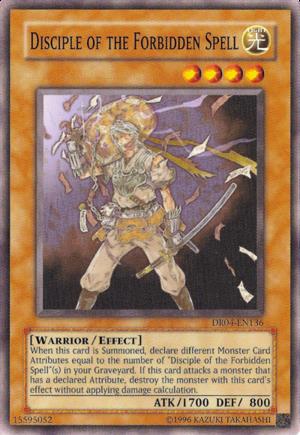 DISCIPLE OF THE FORBIDDEN SPELL
LIGHT
光
DR04-EN136
[WARRIOR / EFFECT]
When this card is Summoned, declare different Monster Card
Attributes equal to the number of "Disciple of the Forbidden
Spell"(s) in your Graveyard. If this card attacks a monster that
has a declared Attribute, destroy the monster with this card's
effect without applying damage calculation.
ATK/1700 DEF/ 800
15595052
©1996 KAZUKI TAKAHASHI